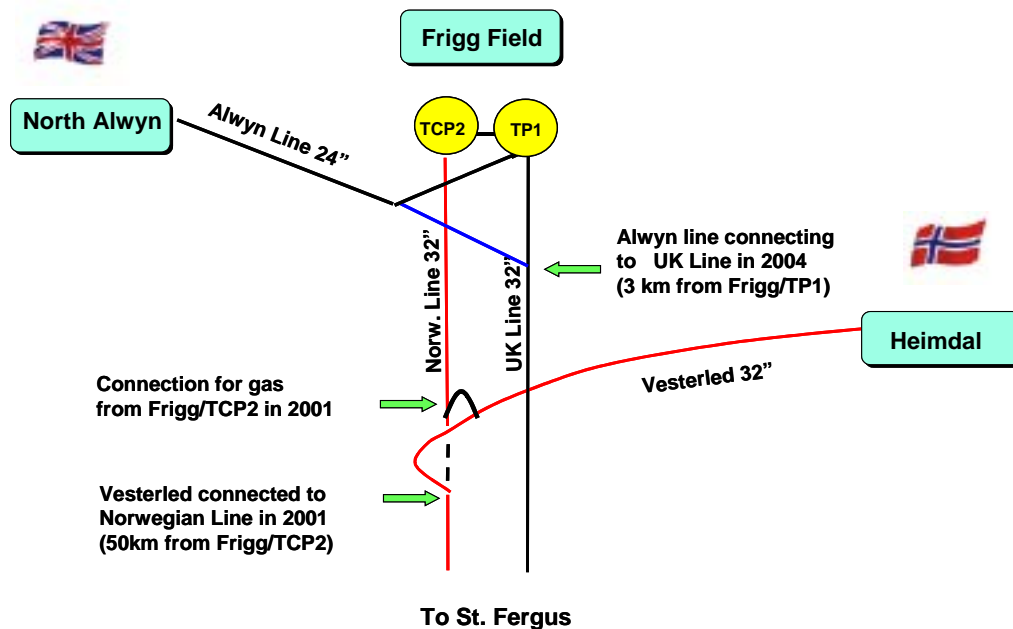 Frigg Field
North Alwyn
Alwyn Line 24”
TCP2
TP1
Norw. Line 32”
UK Line 32”
Alwyn line connecting
to UK Line in 2004
(3 km from Frigg/TP1)
Heimdal
Vesterled 32”
Connection for gas
from Frigg/TCP2 in 2001
Vesterled connected to
Norwegian Line in 2001
(50km from Frigg/TCP2)
To St. Fergus